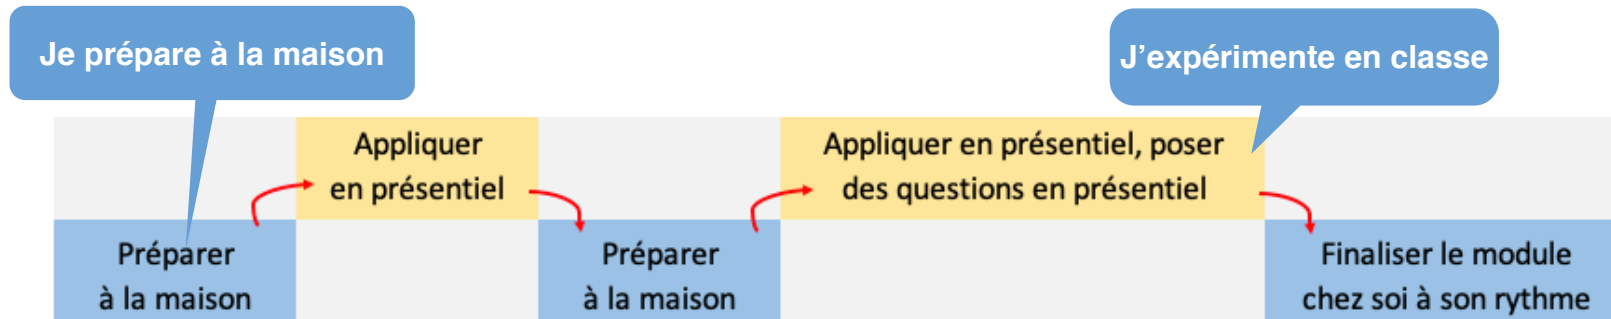 Je prépare à la maison
J’expérimente en classe
Appliquer
en présentiel
Appliquer en présentiel, poser
des questions en présentiel
Préparer
à la maison
Préparer
à la maison
Finaliser le module
chez soi à son rythme